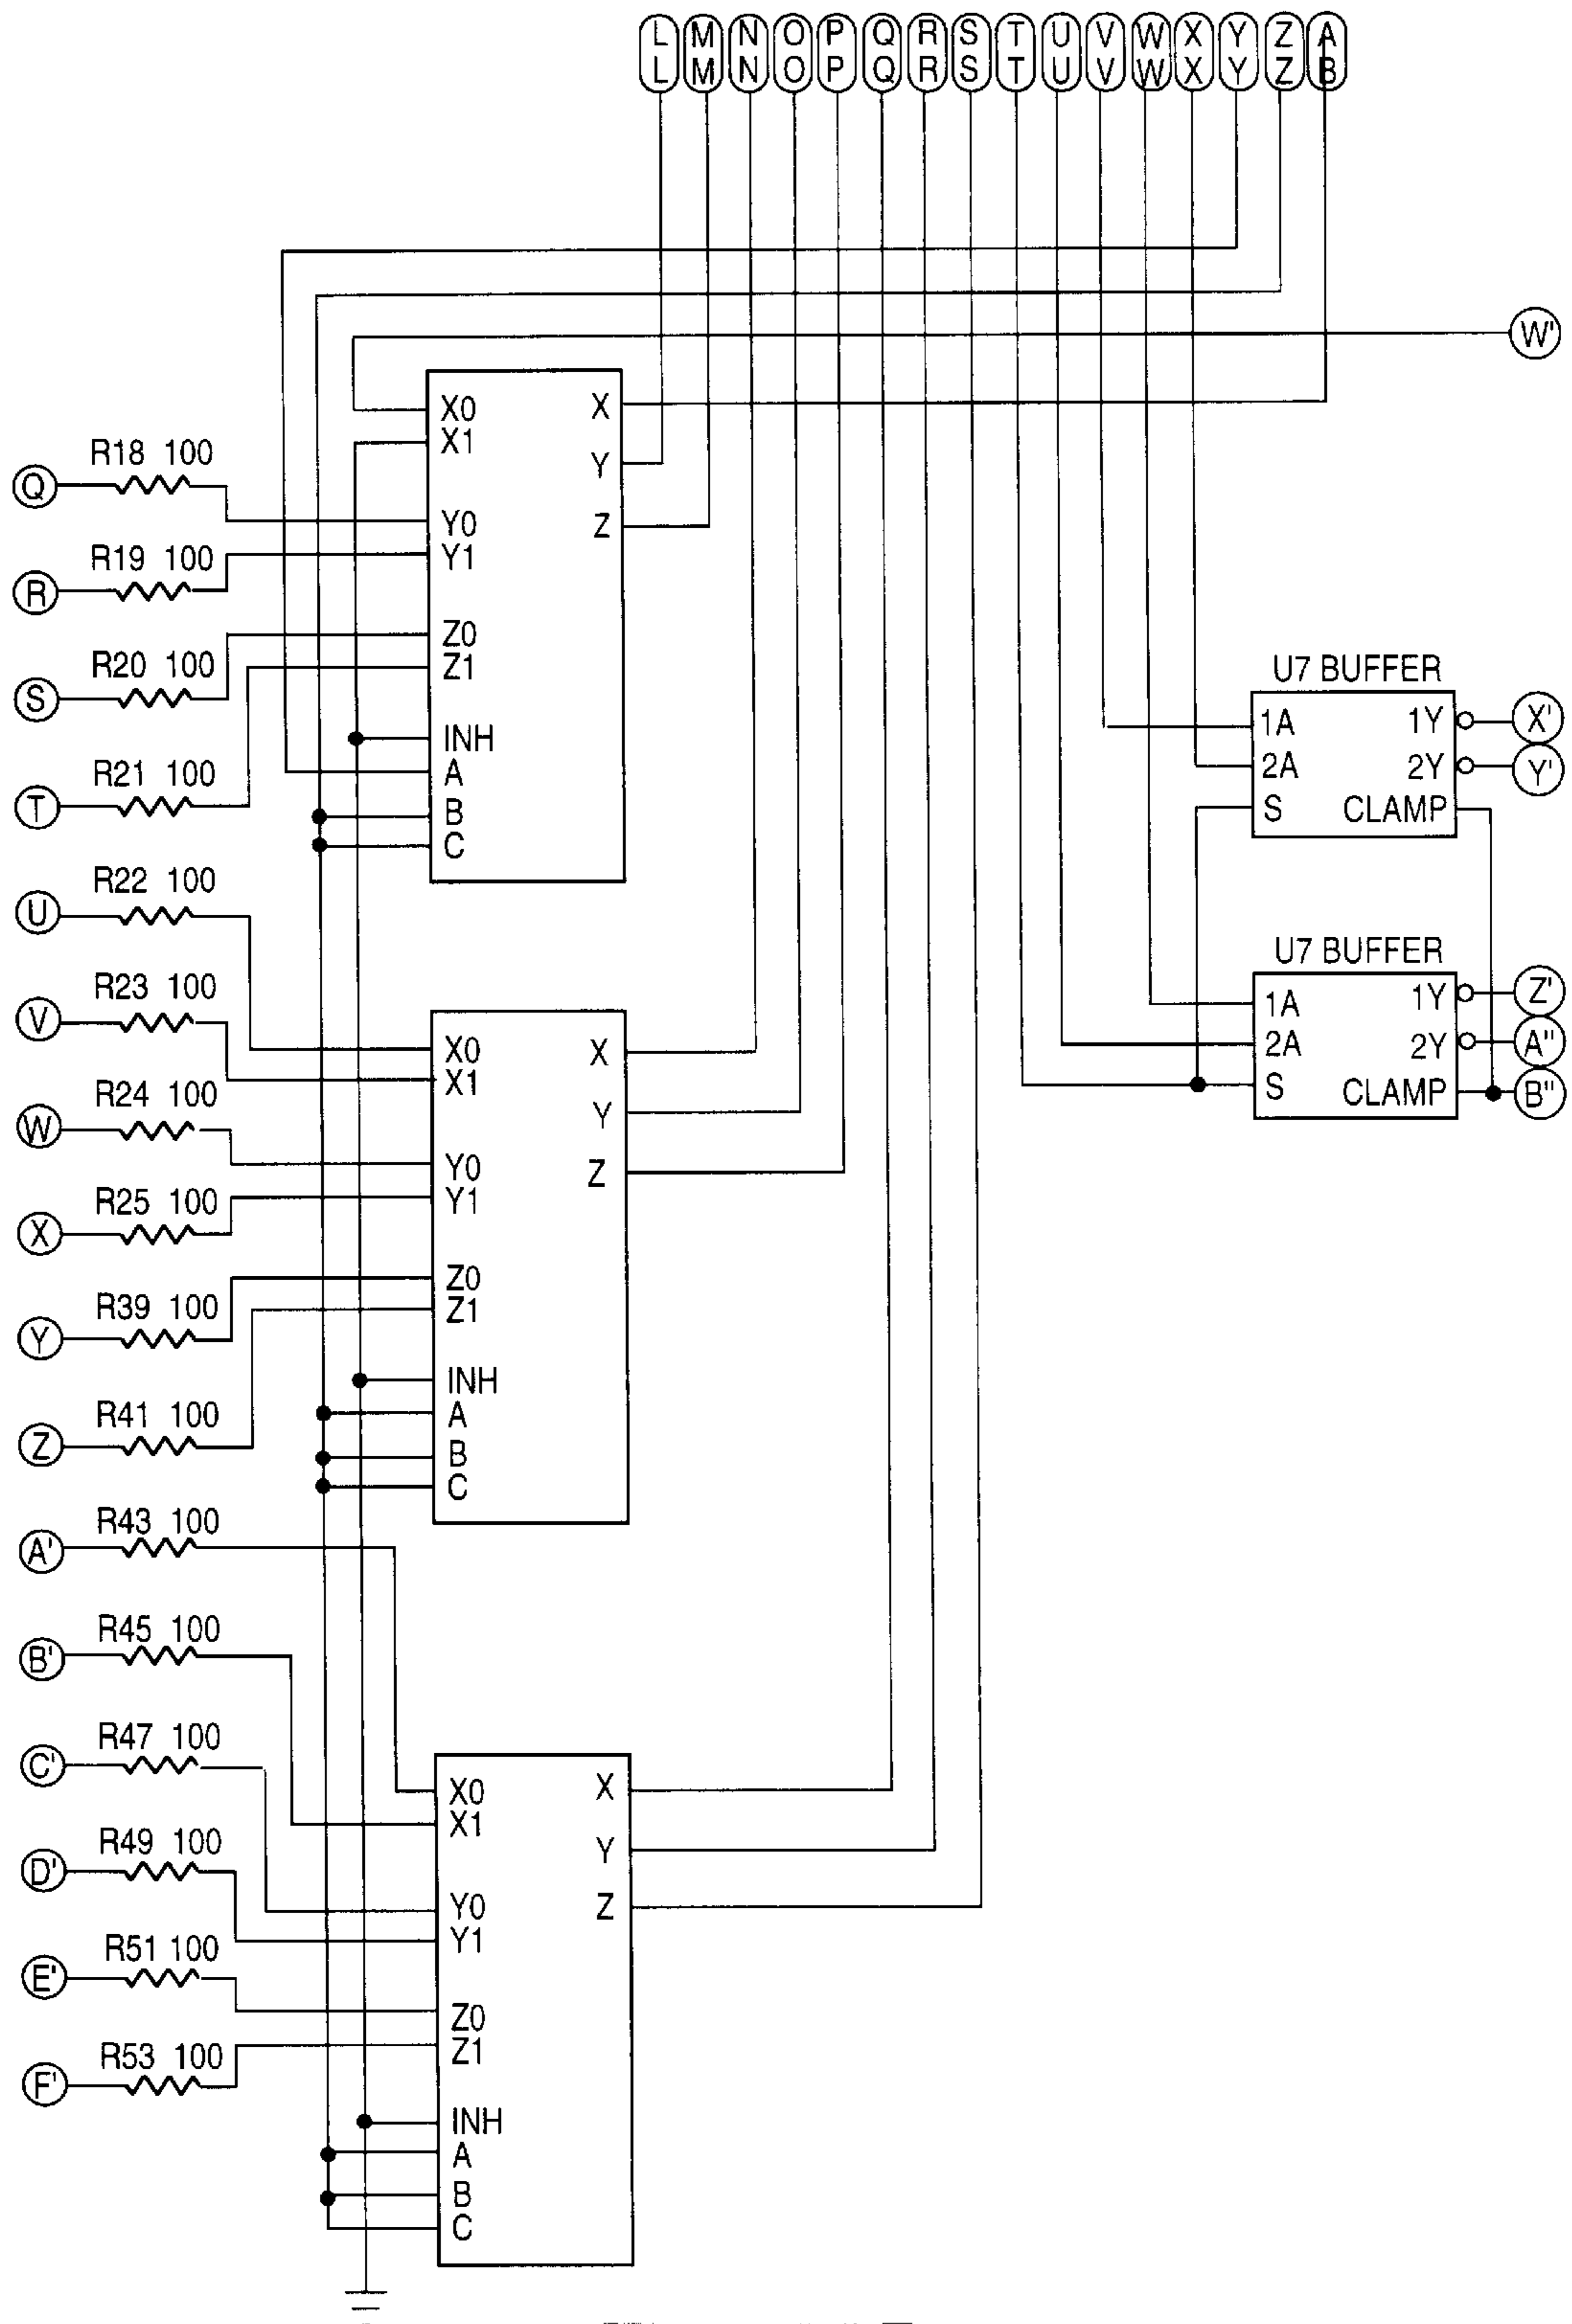 L M N O P Q R S T U V W X Y Z A
L M N O P Q R S T U V W X Y Z B
W'
X0 X
X1
R18 100
Y
Q
Y0 Z
R19 100
Y1
R
Z0
R20 100
Z1
S
U7 BUFFER
1A 1Y X'
INH
2A 2Y Y'
R21 100
A
T
S CLAMP
B
C
R22 100
U
U7 BUFFER
R23 100
1A 1Y Z'
V
X0 X
2A 2Y A"
X1
S CLAMP B"
R24 100
Y
W
Y0 Z
R25 100
Y1
X
Z0
R39 100
Z1
Y
INH
R41 100
A
Z
B
C
R43 100
A'
R45 100
B'
R47 100
C'
X0 X
X1
R49 100
Y
D'
Y0 Z
Y1
R51 100
E'
Z0
R53 100
Z1
F'
INH
A
B
C